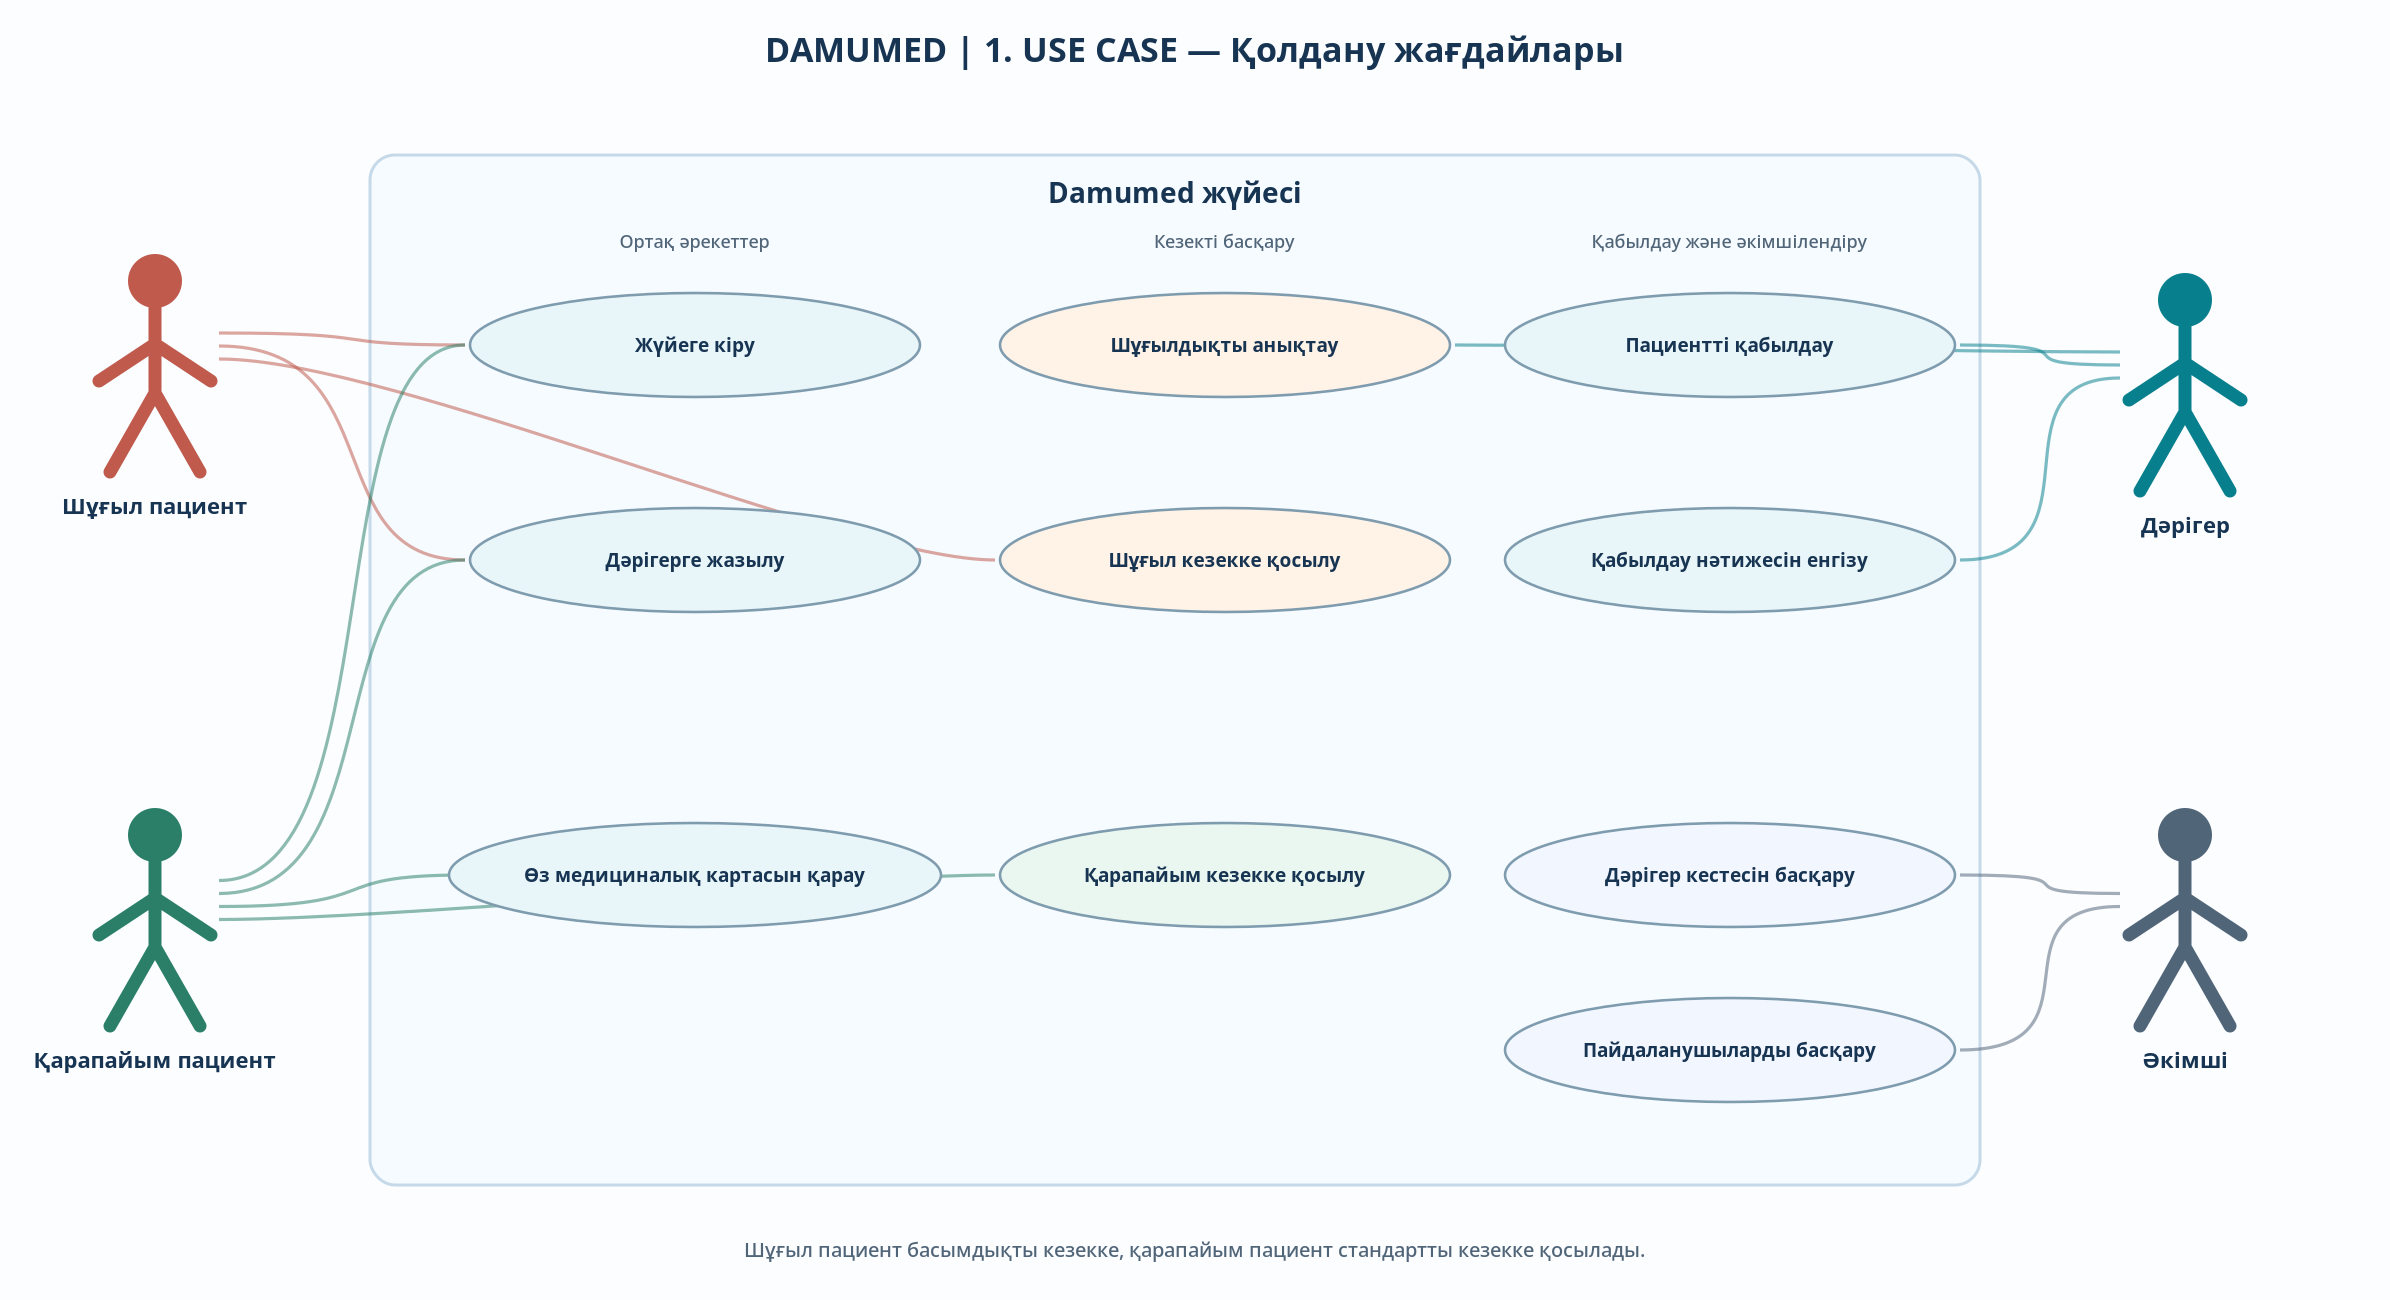 DAMUMED | 1. USE CASE — Қолдану жағдайлары
Damumed жүйесі
Ортақ әрекеттер
Кезекті басқару
Қабылдау және әкімшілендіру
Жүйеге кіру
Шұғылдықты анықтау
Пациентті қабылдау
Шұғыл пациент
Дәрігер
Дәрігерге жазылу
Шұғыл кезекке қосылу
Қабылдау нәтижесін енгізу
Өз медициналық картасын қарау
Қарапайым кезекке қосылу
Дәрігер кестесін басқару
Пайдаланушыларды басқару
Қарапайым пациент
Әкімші
Шұғыл пациент басымдықты кезекке, қарапайым пациент стандартты кезекке қосылады.